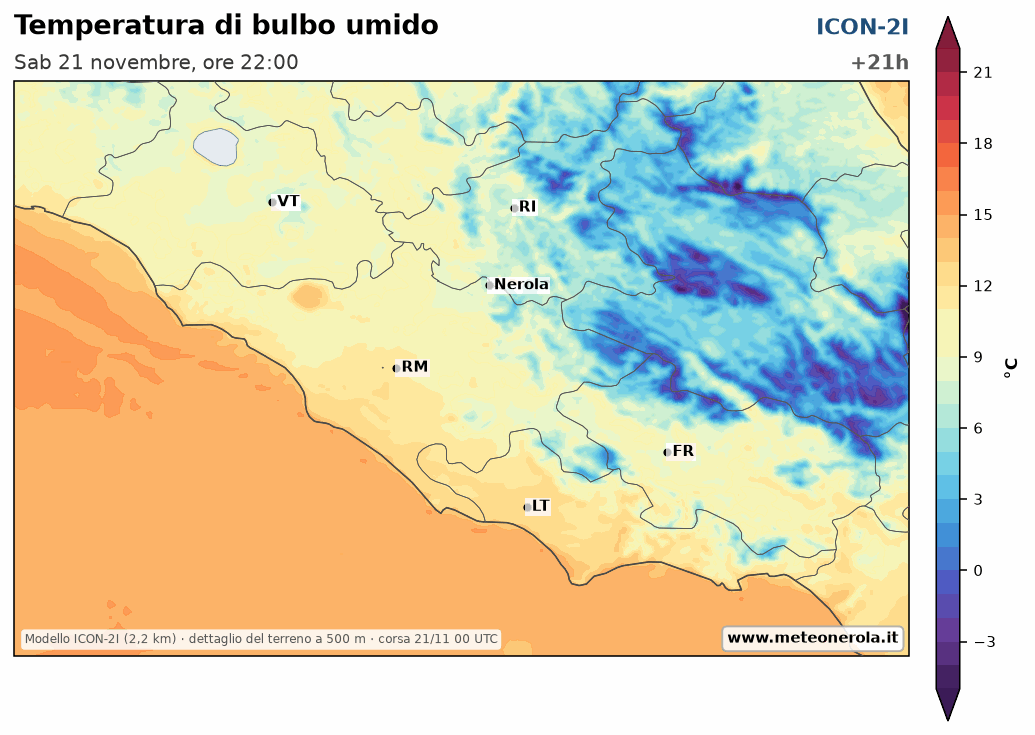 Temperatura di bulbo umido
ICON-2I
Sab 21 novembre, ore 22:00
+21h
VT
RI
Nerola
RM
FR
LT
Modello ICON-2I (2,2 km) · dettaglio del terreno a 500 m · corsa 21/11 00 UTC
www.meteonerola.it
21
18
15
12
9
6
3
0
−3
°C